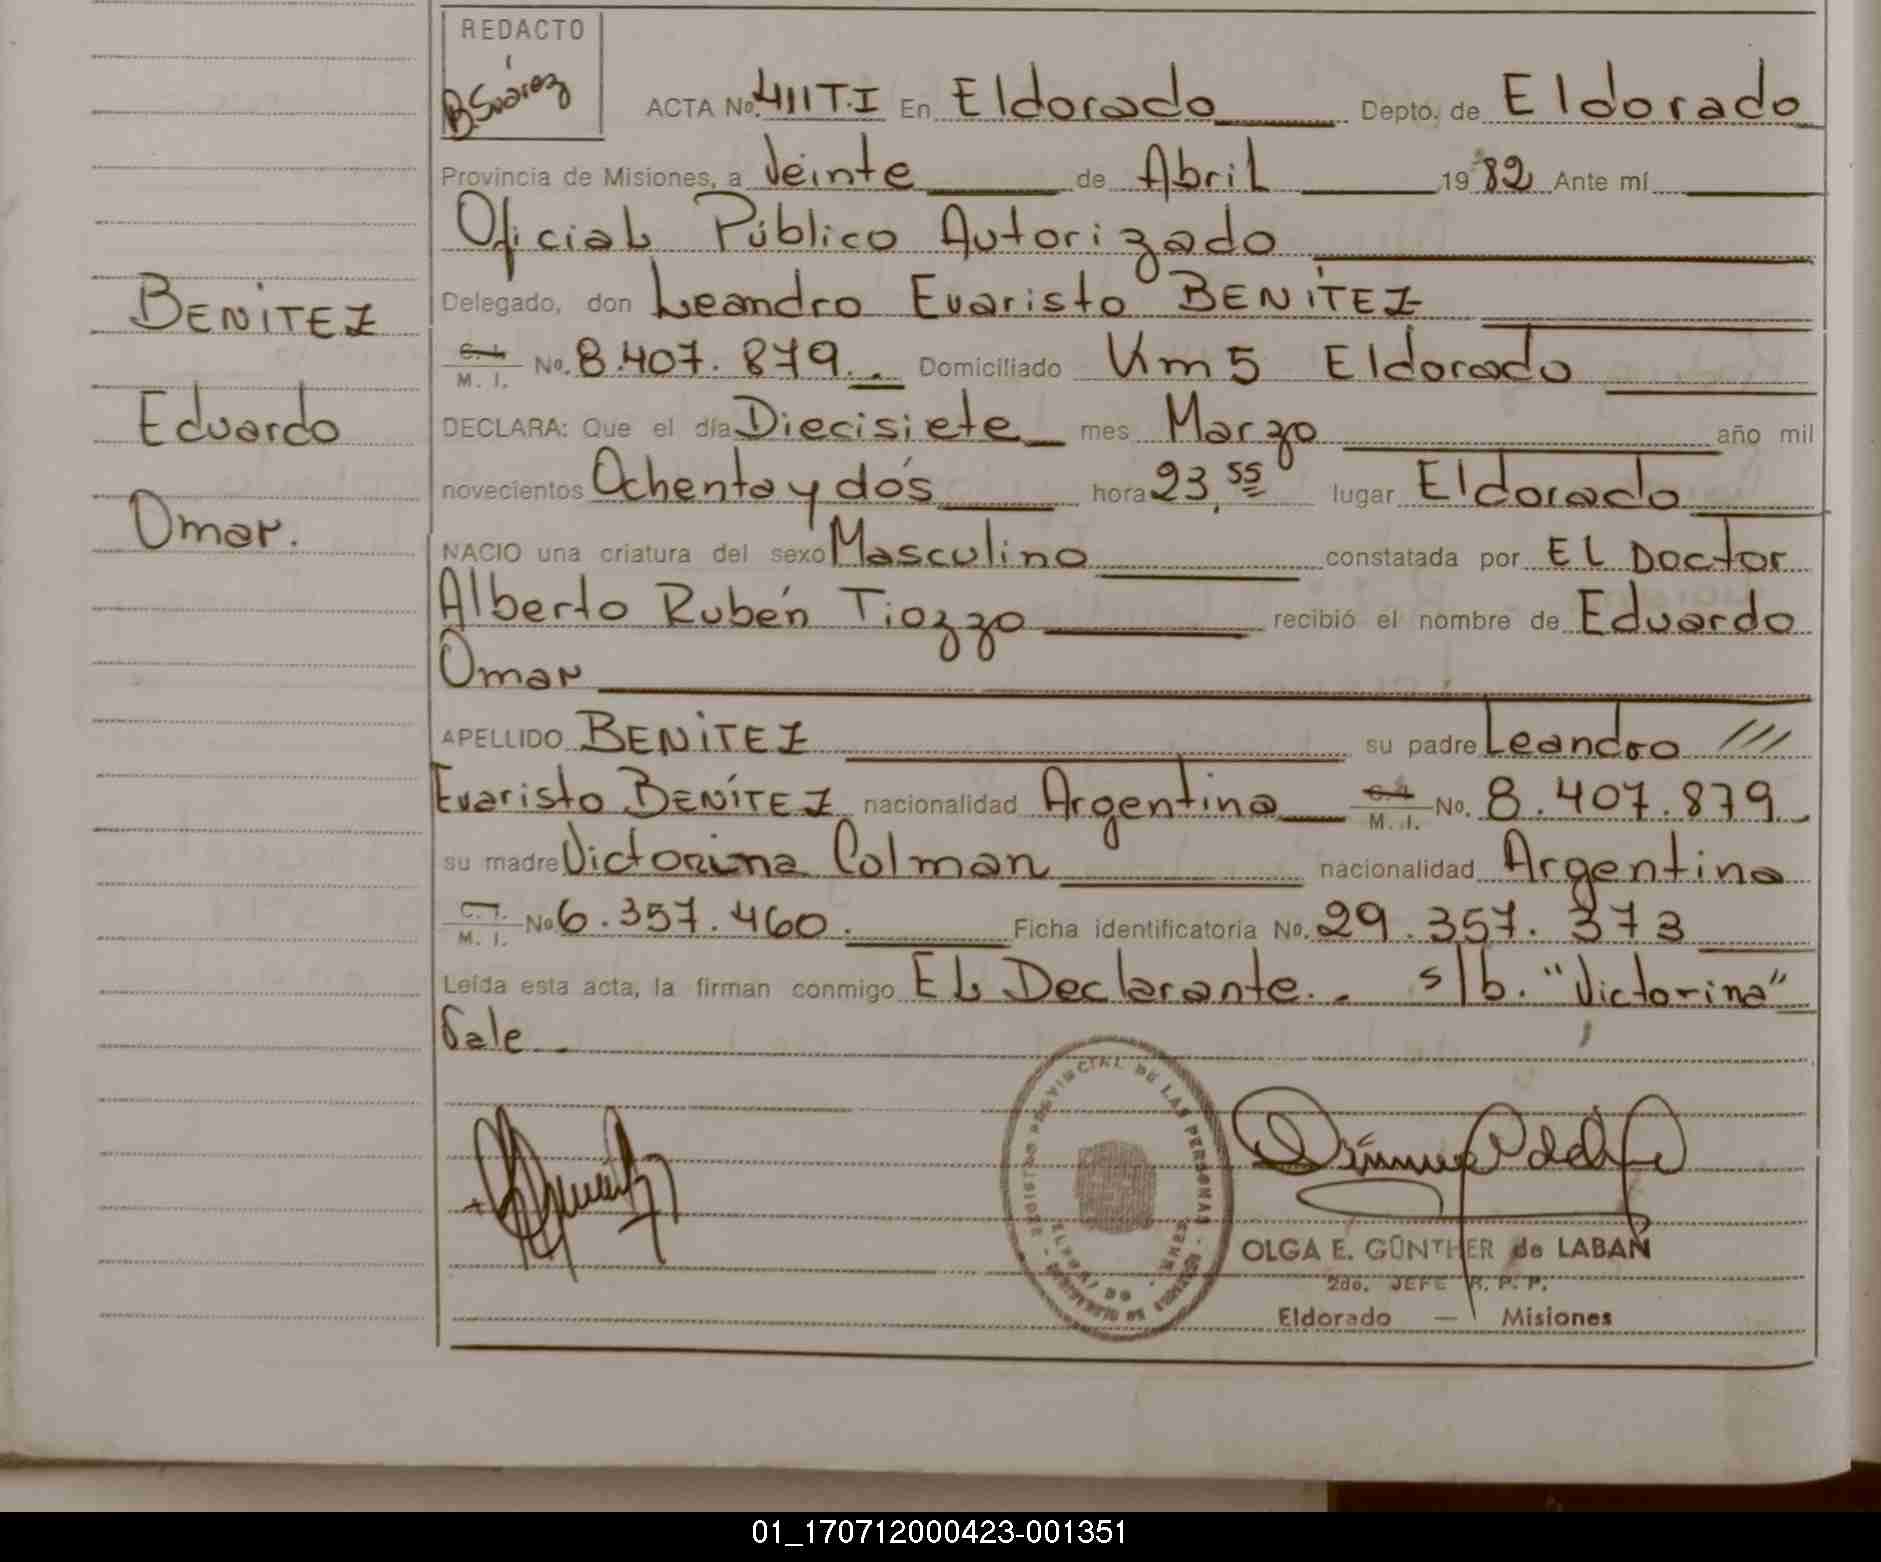 REDACTO
B. Suárez
ACTA No. 411 T.I En Eldorado Depto. de Eldorado
Provincia de Misiones, a Veinte de Abril 1982 Ante mí
Oficial Público Autorizado
Delegado, don Leandro Evaristo BENITEZ
BENITEZ
C. I. M. I. No. 8.407.879. Domiciliado Km 5 Eldorado
Eduardo
DECLARA: Que el día Diecisiete mes Marzo año mil
novecientos Ochenta y dós hora 23,55 lugar Eldorado
Omar.
NACIO una criatura del sexo Masculino constatada por EL Doctor
Alberto Rubén Tiozzo recibió el nombre de Eduardo
Omar
APELLIDO BENITEZ su padre Leandro ///
Evaristo BENÍTEZ nacionalidad Argentina C. I. M. I. No. 8.407.879
su madre Victorina Colman nacionalidad Argentina
C. I. M. I. No 6.357.460. Ficha identificatoria No. 29.357.373
Leída esta acta, la firman conmigo EL Declarante. s/b. "Victorina"
Vale.
PROVINCIAL DE LAS PERSONAS
OLGA E. GÜNTHER de LABAN
2do. JEFE R. P. P.
Eldorado — Misiones
01_170712000423-001351